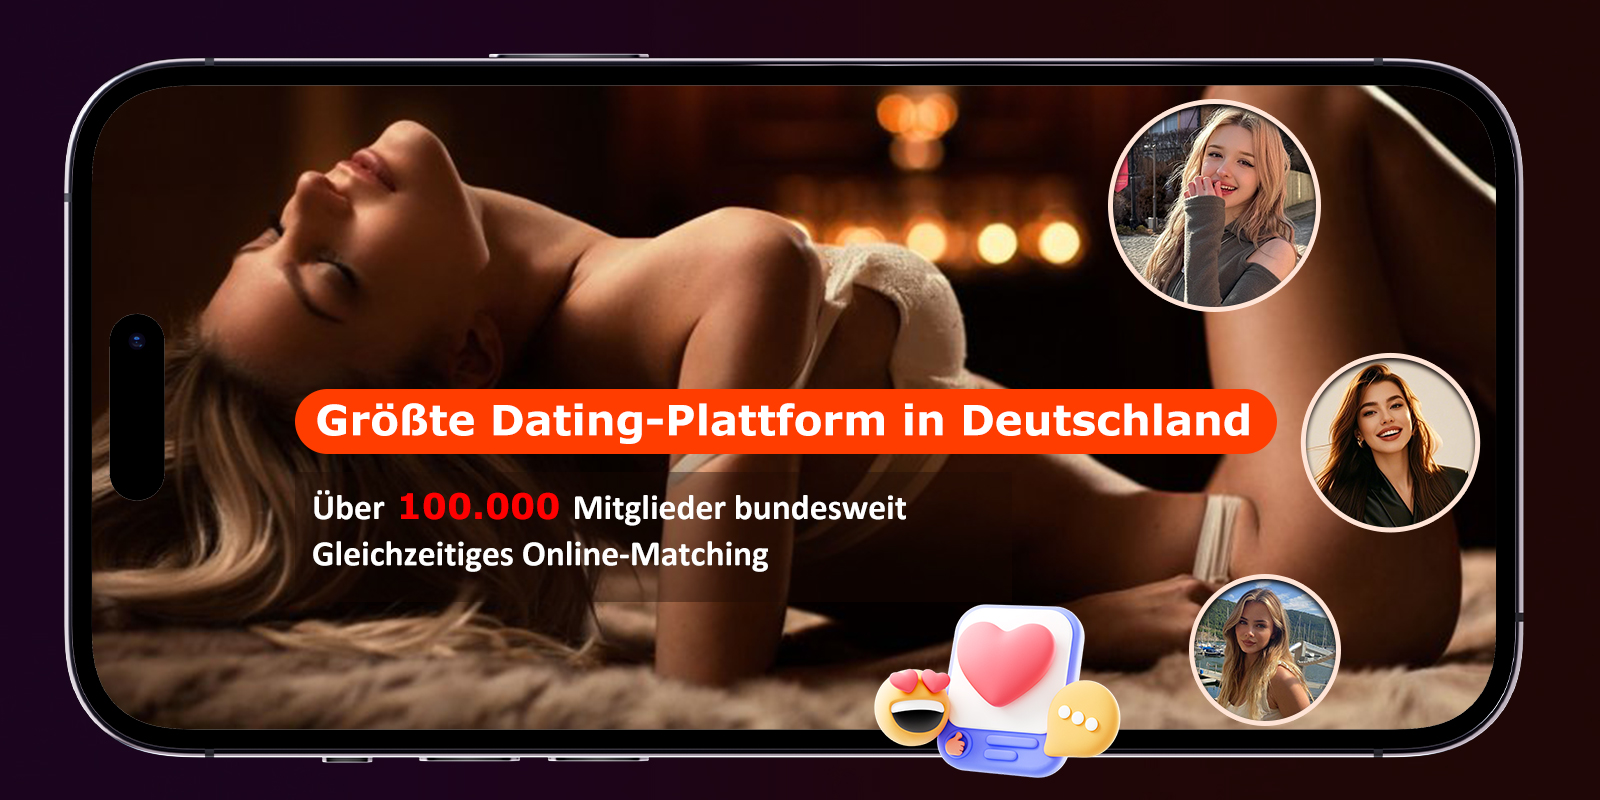 Größte Dating-Plattform in Deutschland
Über 100.000 Mitglieder bundesweit
Gleichzeitiges Online-Matching